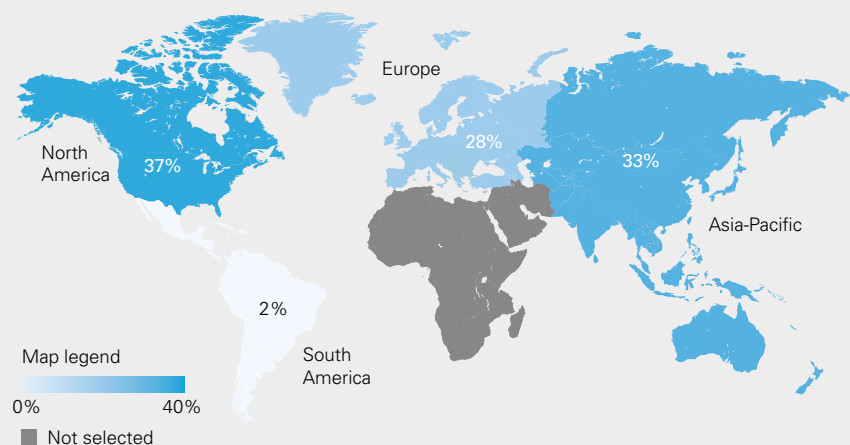 Europe
28%
North
America
37%
33%
Asia-Pacific
2%
South
America
Map legend
0%
40%
Not selected